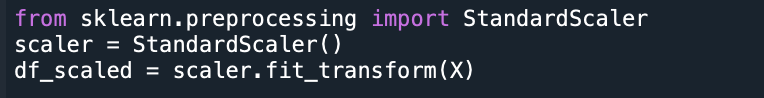 from sklearn.preprocessing import StandardScaler
scaler = StandardScaler()
df_scaled = scaler.fit_transform(X)